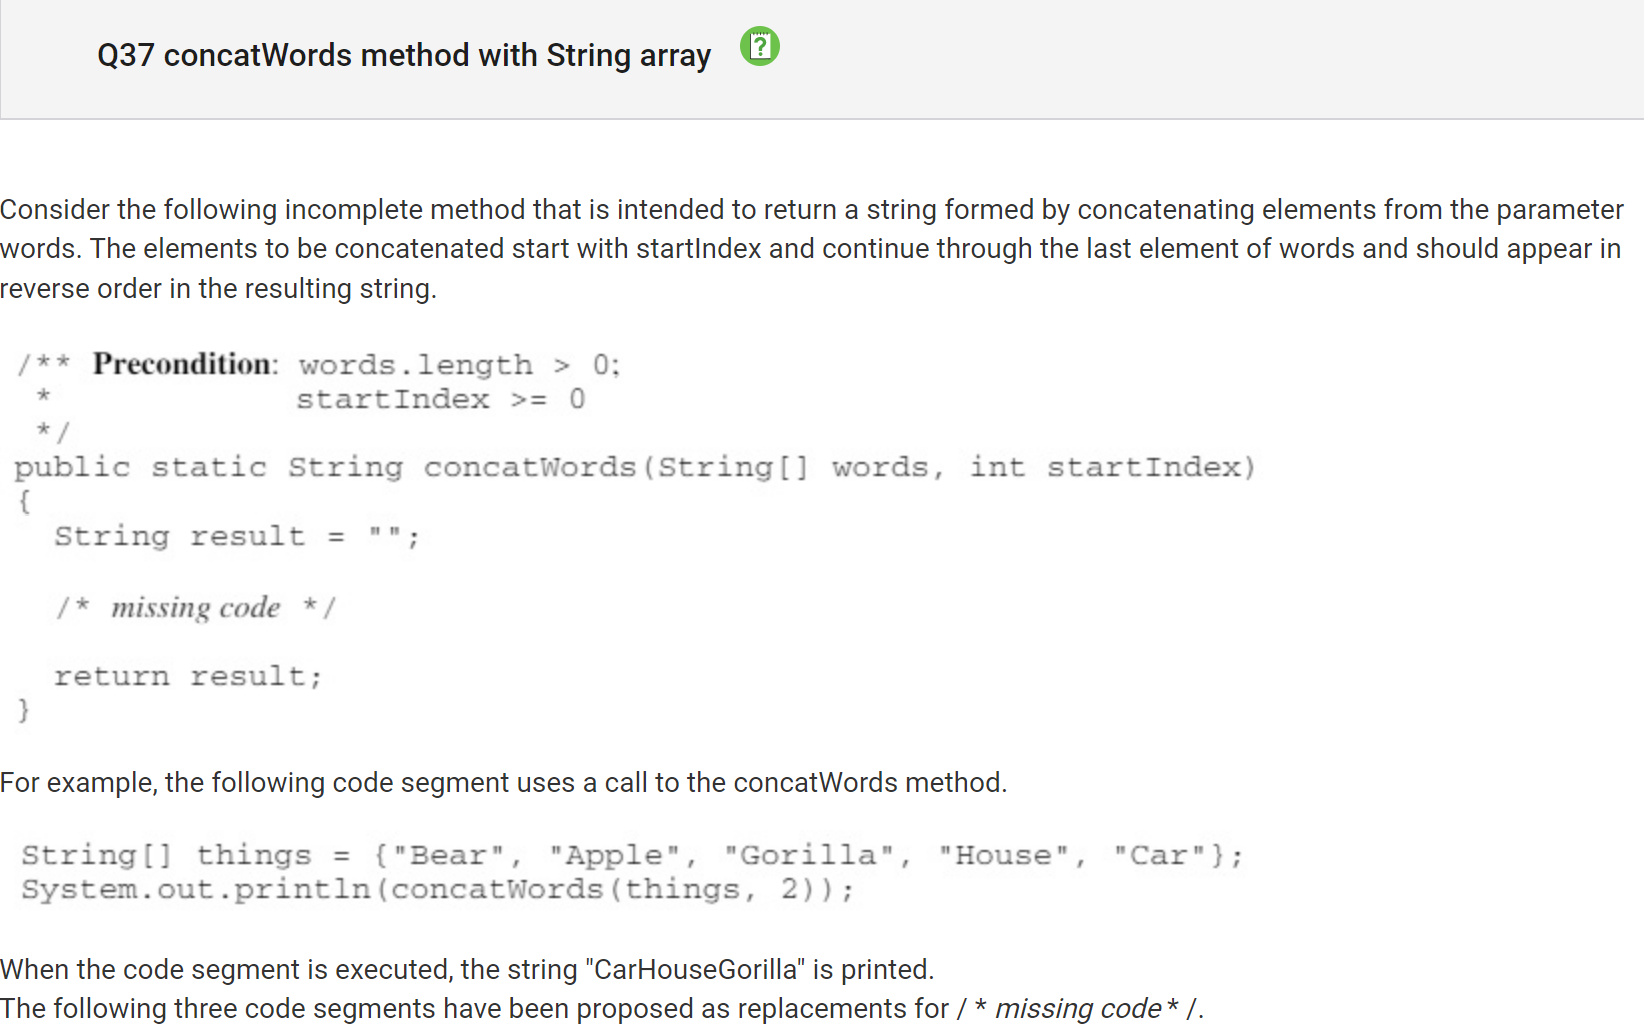 Q37 concatWords method with String array
Consider the following incomplete method that is intended to return a string formed by concatenating elements from the parameter
words. The elements to be concatenated start with startIndex and continue through the last element of words and should appear in
reverse order in the resulting string.
/** Precondition: words.length > 0;
 *              startIndex >= 0
 */
public static String concatWords(String[] words, int startIndex)
{
  String result = "";
  /* missing code */
  return result;
}
For example, the following code segment uses a call to the concatWords method.
String[] things = {"Bear", "Apple", "Gorilla", "House", "Car"};
System.out.println(concatWords(things, 2));
When the code segment is executed, the string "CarHouseGorilla" is printed.
The following three code segments have been proposed as replacements for / * missing code * /.